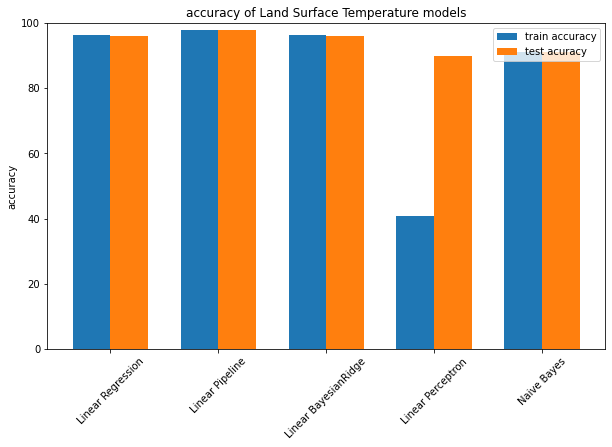 accuracy of Land Surface Temperature models
train accuracy
test acuracy
accuracy
100
80
60
40
20
0
Linear Regression
Linear Pipeline
Linear BayesianRidge
Linear Perceptron
Naive Bayes